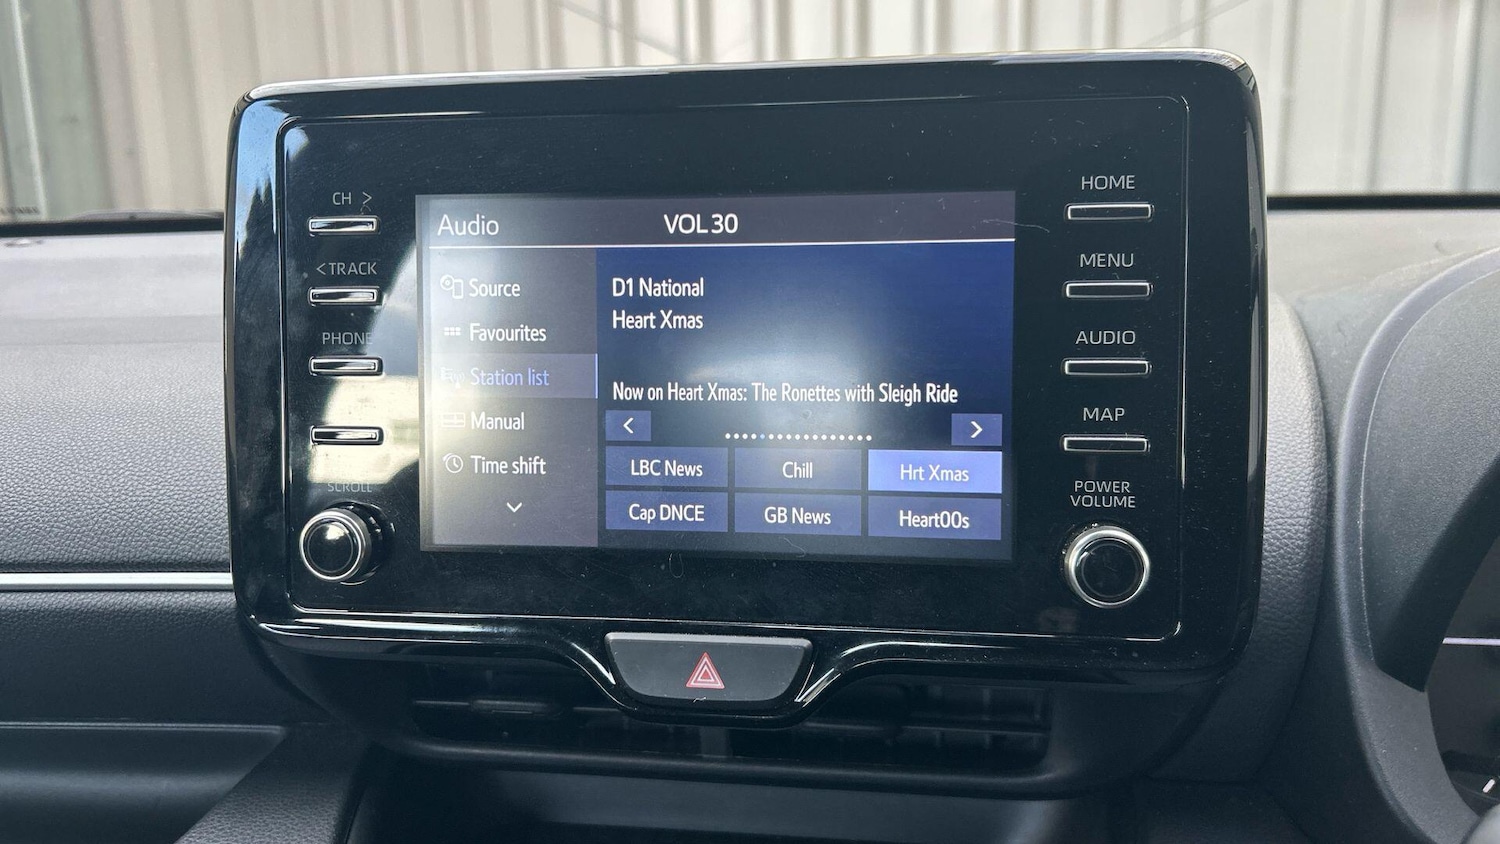 CH >
< TRACK
PHONE
SCROLL
Audio
VOL 30
Source
Favourites
Station list
Manual
Time shift
D1 National
Heart Xmas
Now on Heart Xmas: The Ronettes with Sleigh Ride
< >
LBC News Chill Hrt Xmas
Cap DNCE GB News Heart00s
HOME
MENU
AUDIO
MAP
POWER
VOLUME